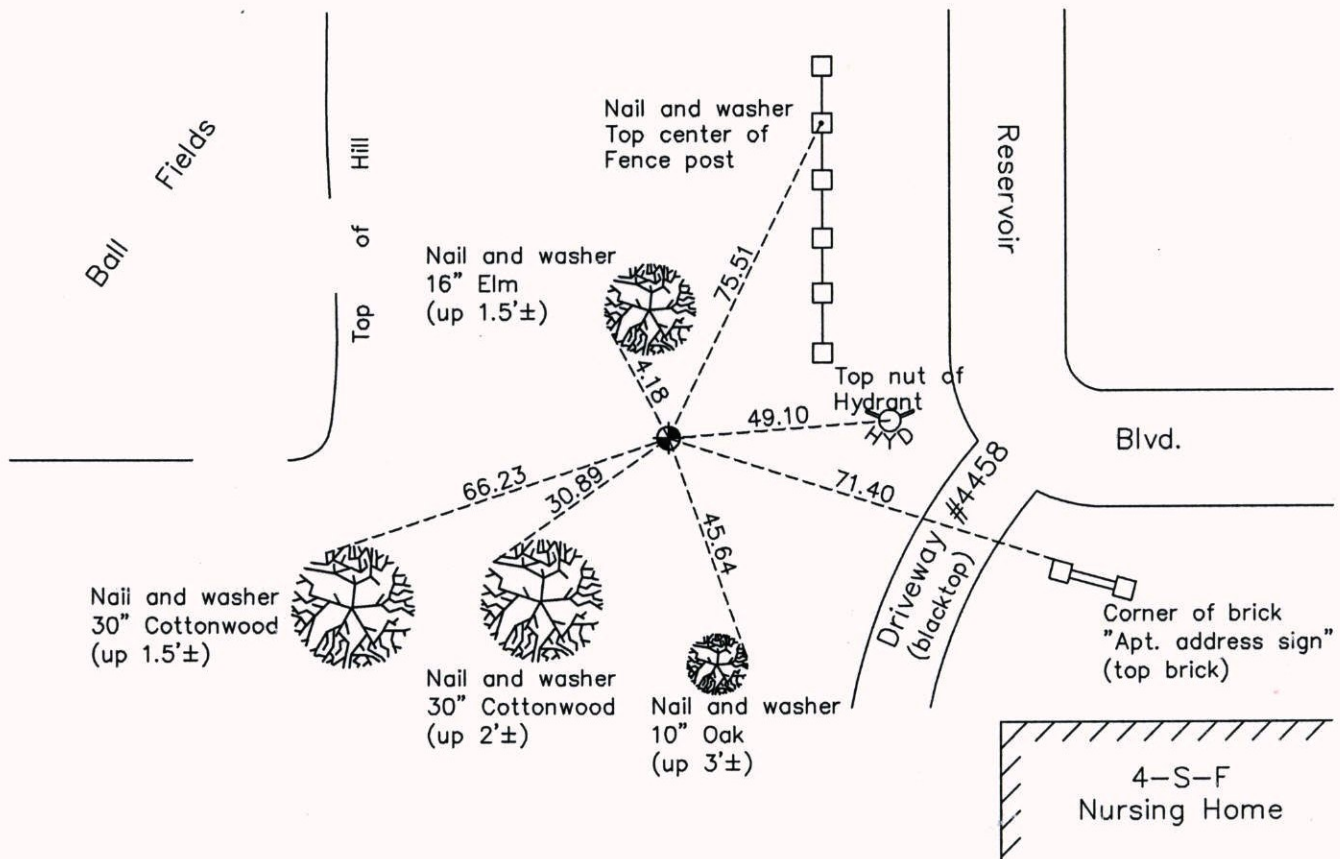 Ball Fields
Top of Hill
Nail and washer
Top center of
Fence post
Reservoir
Nail and washer
16" Elm
(up 1.5'±)
75.51
4.18
Top nut of
Hydrant
49.10
HYD
Blvd.
66.23
30.89
45.64
71.40
Driveway #4458
(blacktop)
Nail and washer
30" Cottonwood
(up 1.5'±)
Nail and washer
30" Cottonwood
(up 2'±)
Nail and washer
10" Oak
(up 3'±)
Corner of brick
"Apt. address sign"
(top brick)
4-S-F
Nursing Home